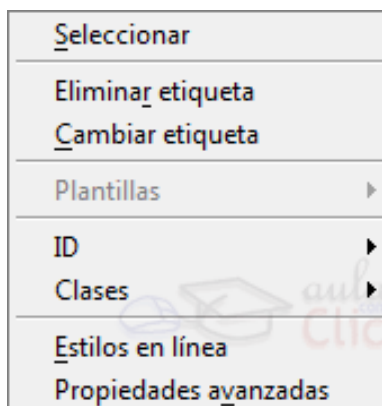 Seleccionar
Eliminar etiqueta
Cambiar etiqueta
Plantillas
ID
Clases
Estilos en línea
Propiedades avanzadas